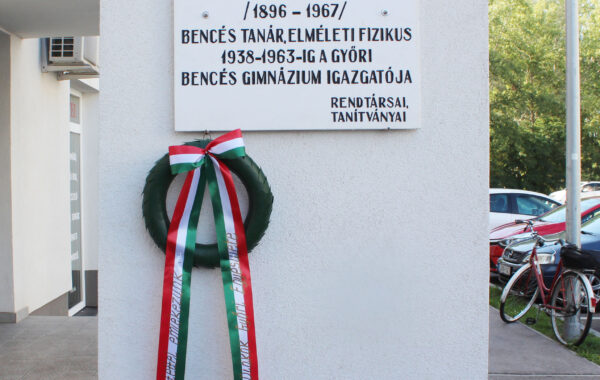 /1896 – 1967/
BENCÉS TANÁR, ELMÉLETI FIZIKUS
1938-1963-IG A GYŐRI
BENCÉS GIMNÁZIUM IGAZGATÓJA
RENDTÁRSAI,
TANÍTVÁNYAI